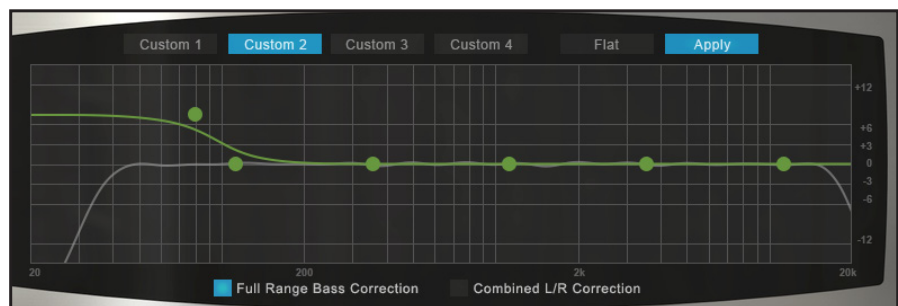 Custom 1 Custom 2 Custom 3 Custom 4 Flat Apply
+12
+6
+3
0
-3
-6
-12
20 200 2k 20k
Full Range Bass Correction Combined L/R Correction